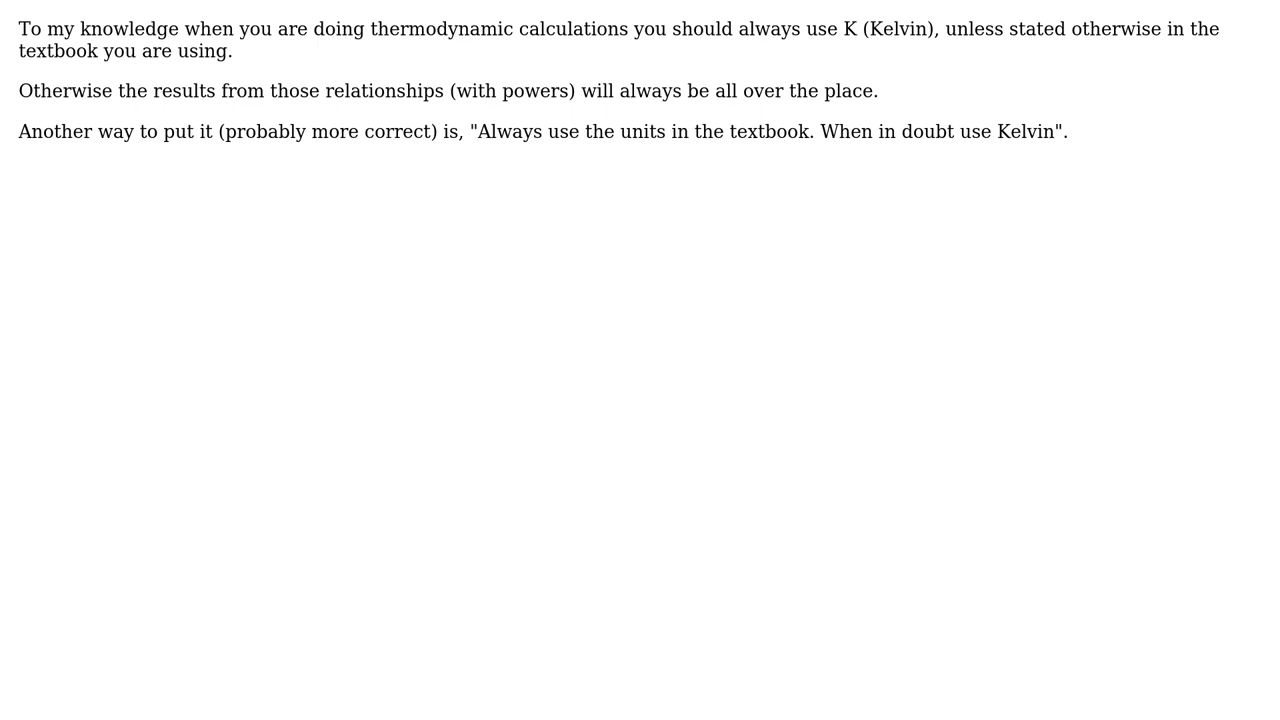 To my knowledge when you are doing thermodynamic calculations you should always use K (Kelvin), unless stated otherwise in the
textbook you are using.
Otherwise the results from those relationships (with powers) will always be all over the place.
Another way to put it (probably more correct) is, "Always use the units in the textbook. When in doubt use Kelvin".